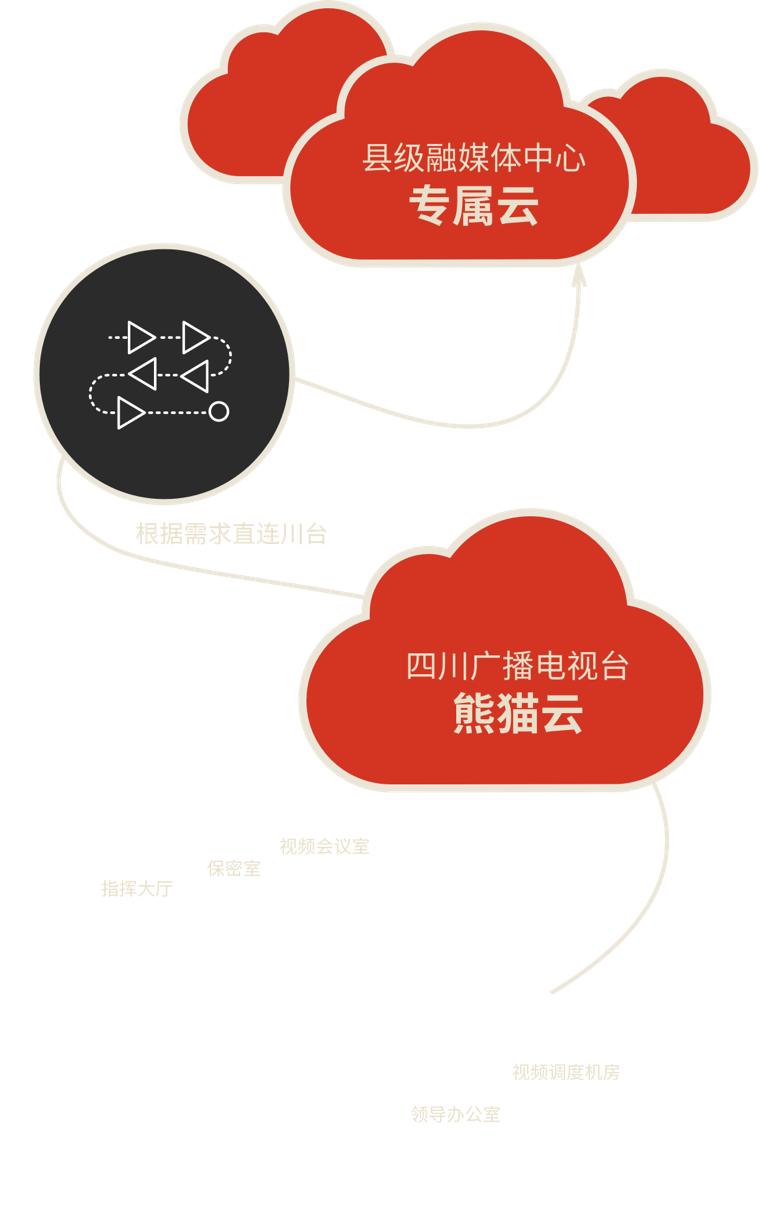 县级融媒体中心
专属云
根据需求直连川台
四川广播电视台
熊猫云
视频会议室
保密室
指挥大厅
视频调度机房
领导办公室